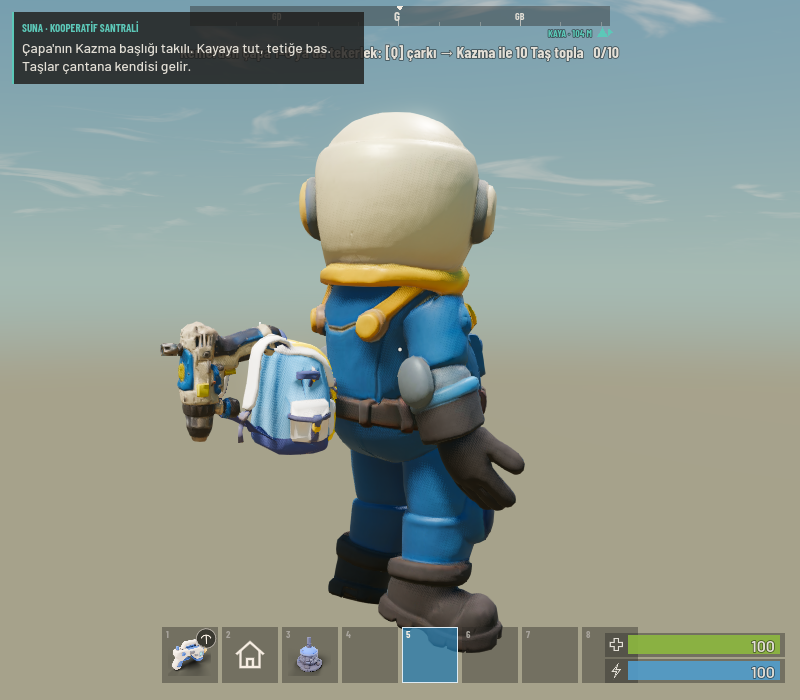 GD
G
GB
SUNA · KOOPERATİF SANTRALİ
Çapa'nın Kazma başlığı takılı. Kayaya tut, tetiğe bas.
Taşlar çantana kendisi gelir.
KAYA · 104 M
[Q] çarkı → Kazma ile 10 Taş topla 0/10
1
2
3
4
5
6
7
8
100
100